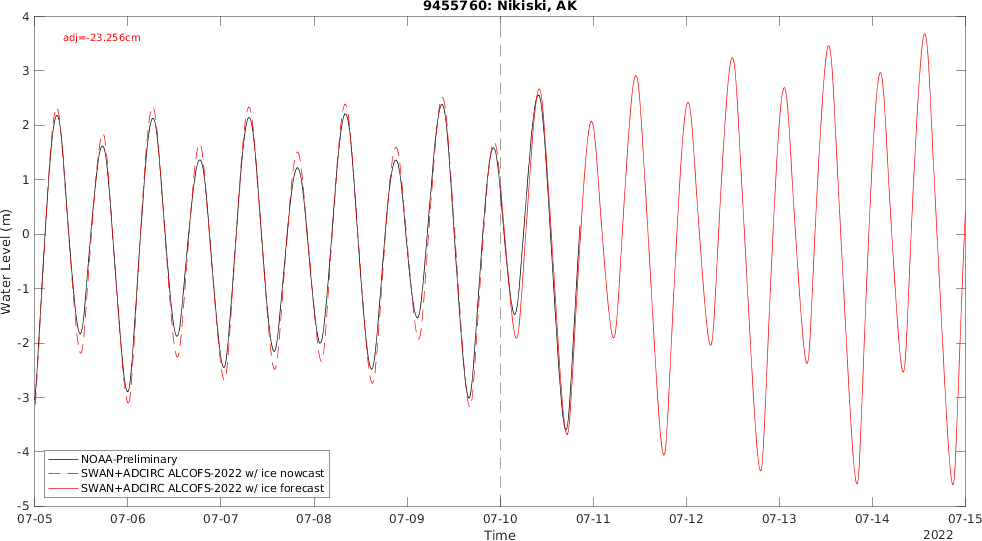 9455760: Nikiski, AK
adj=-23.256cm
Water Level (m)
4
3
2
1
0
-1
-2
-3
-4
-5
NOAA-Preliminary
SWAN+ADCIRC ALCOFS-2022 w/ ice nowcast
SWAN+ADCIRC ALCOFS-2022 w/ ice forecast
07-05 07-06 07-07 07-08 07-09 07-10 07-11 07-12 07-13 07-14 07-15
Time
2022